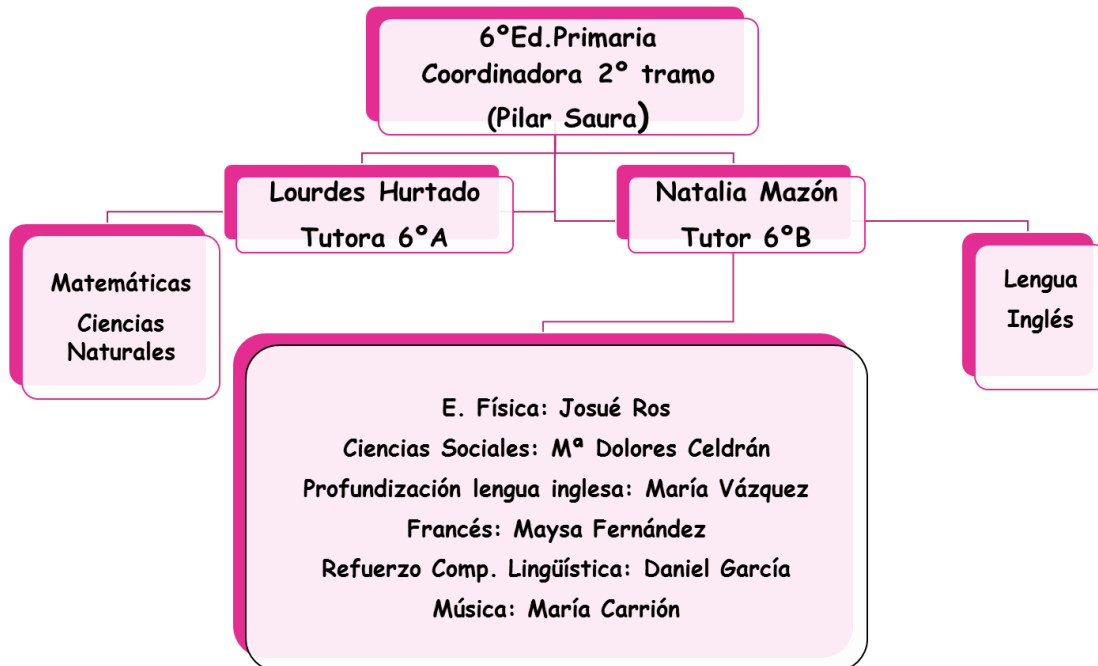 6ºEd.Primaria
Coordinadora 2º tramo
(Pilar Saura)
Lourdes Hurtado
Tutora 6ºA
Natalia Mazón
Tutor 6ºB
Matemáticas
Ciencias
Naturales
Lengua
Inglés
E. Física: Josué Ros
Ciencias Sociales: Mª Dolores Celdrán
Profundización lengua inglesa: María Vázquez
Francés: Maysa Fernández
Refuerzo Comp. Lingüística: Daniel García
Música: María Carrión